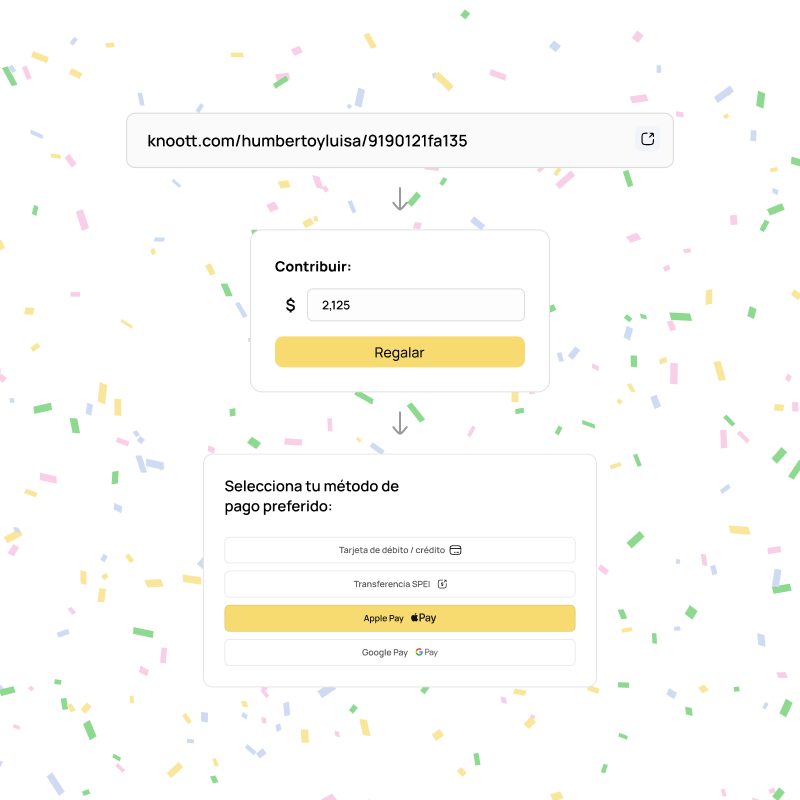 knoott.com/humbertoyluisa/9190121fa135
Contribuir:
$ 2,125
Regalar
Selecciona tu método de
pago preferido:
Tarjeta de débito / crédito
Transferencia SPEI
Apple Pay Pay
Google Pay G Pay